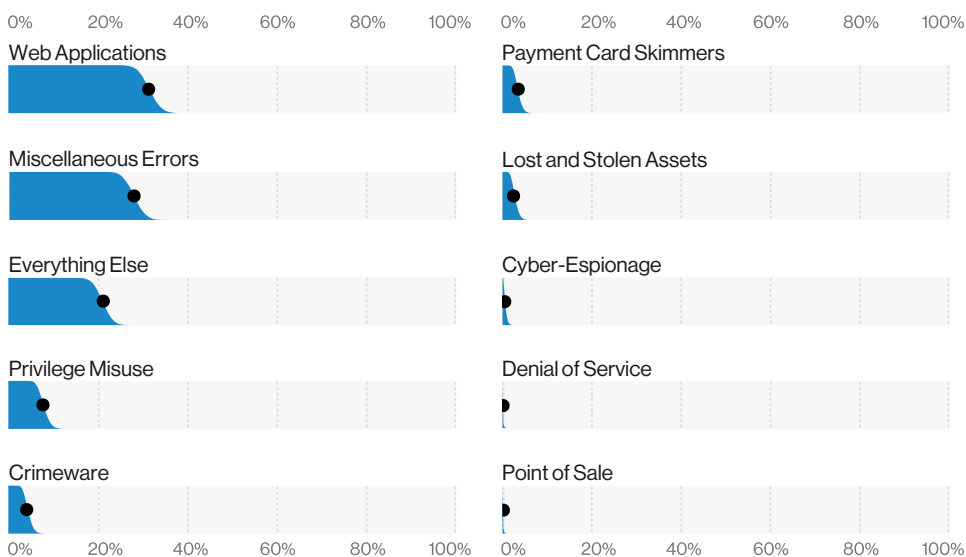 0% 20% 40% 60% 80% 100%
Web Applications
Miscellaneous Errors
Everything Else
Privilege Misuse
Crimeware
0% 20% 40% 60% 80% 100%
0% 20% 40% 60% 80% 100%
Payment Card Skimmers
Lost and Stolen Assets
Cyber-Espionage
Denial of Service
Point of Sale
0% 20% 40% 60% 80% 100%